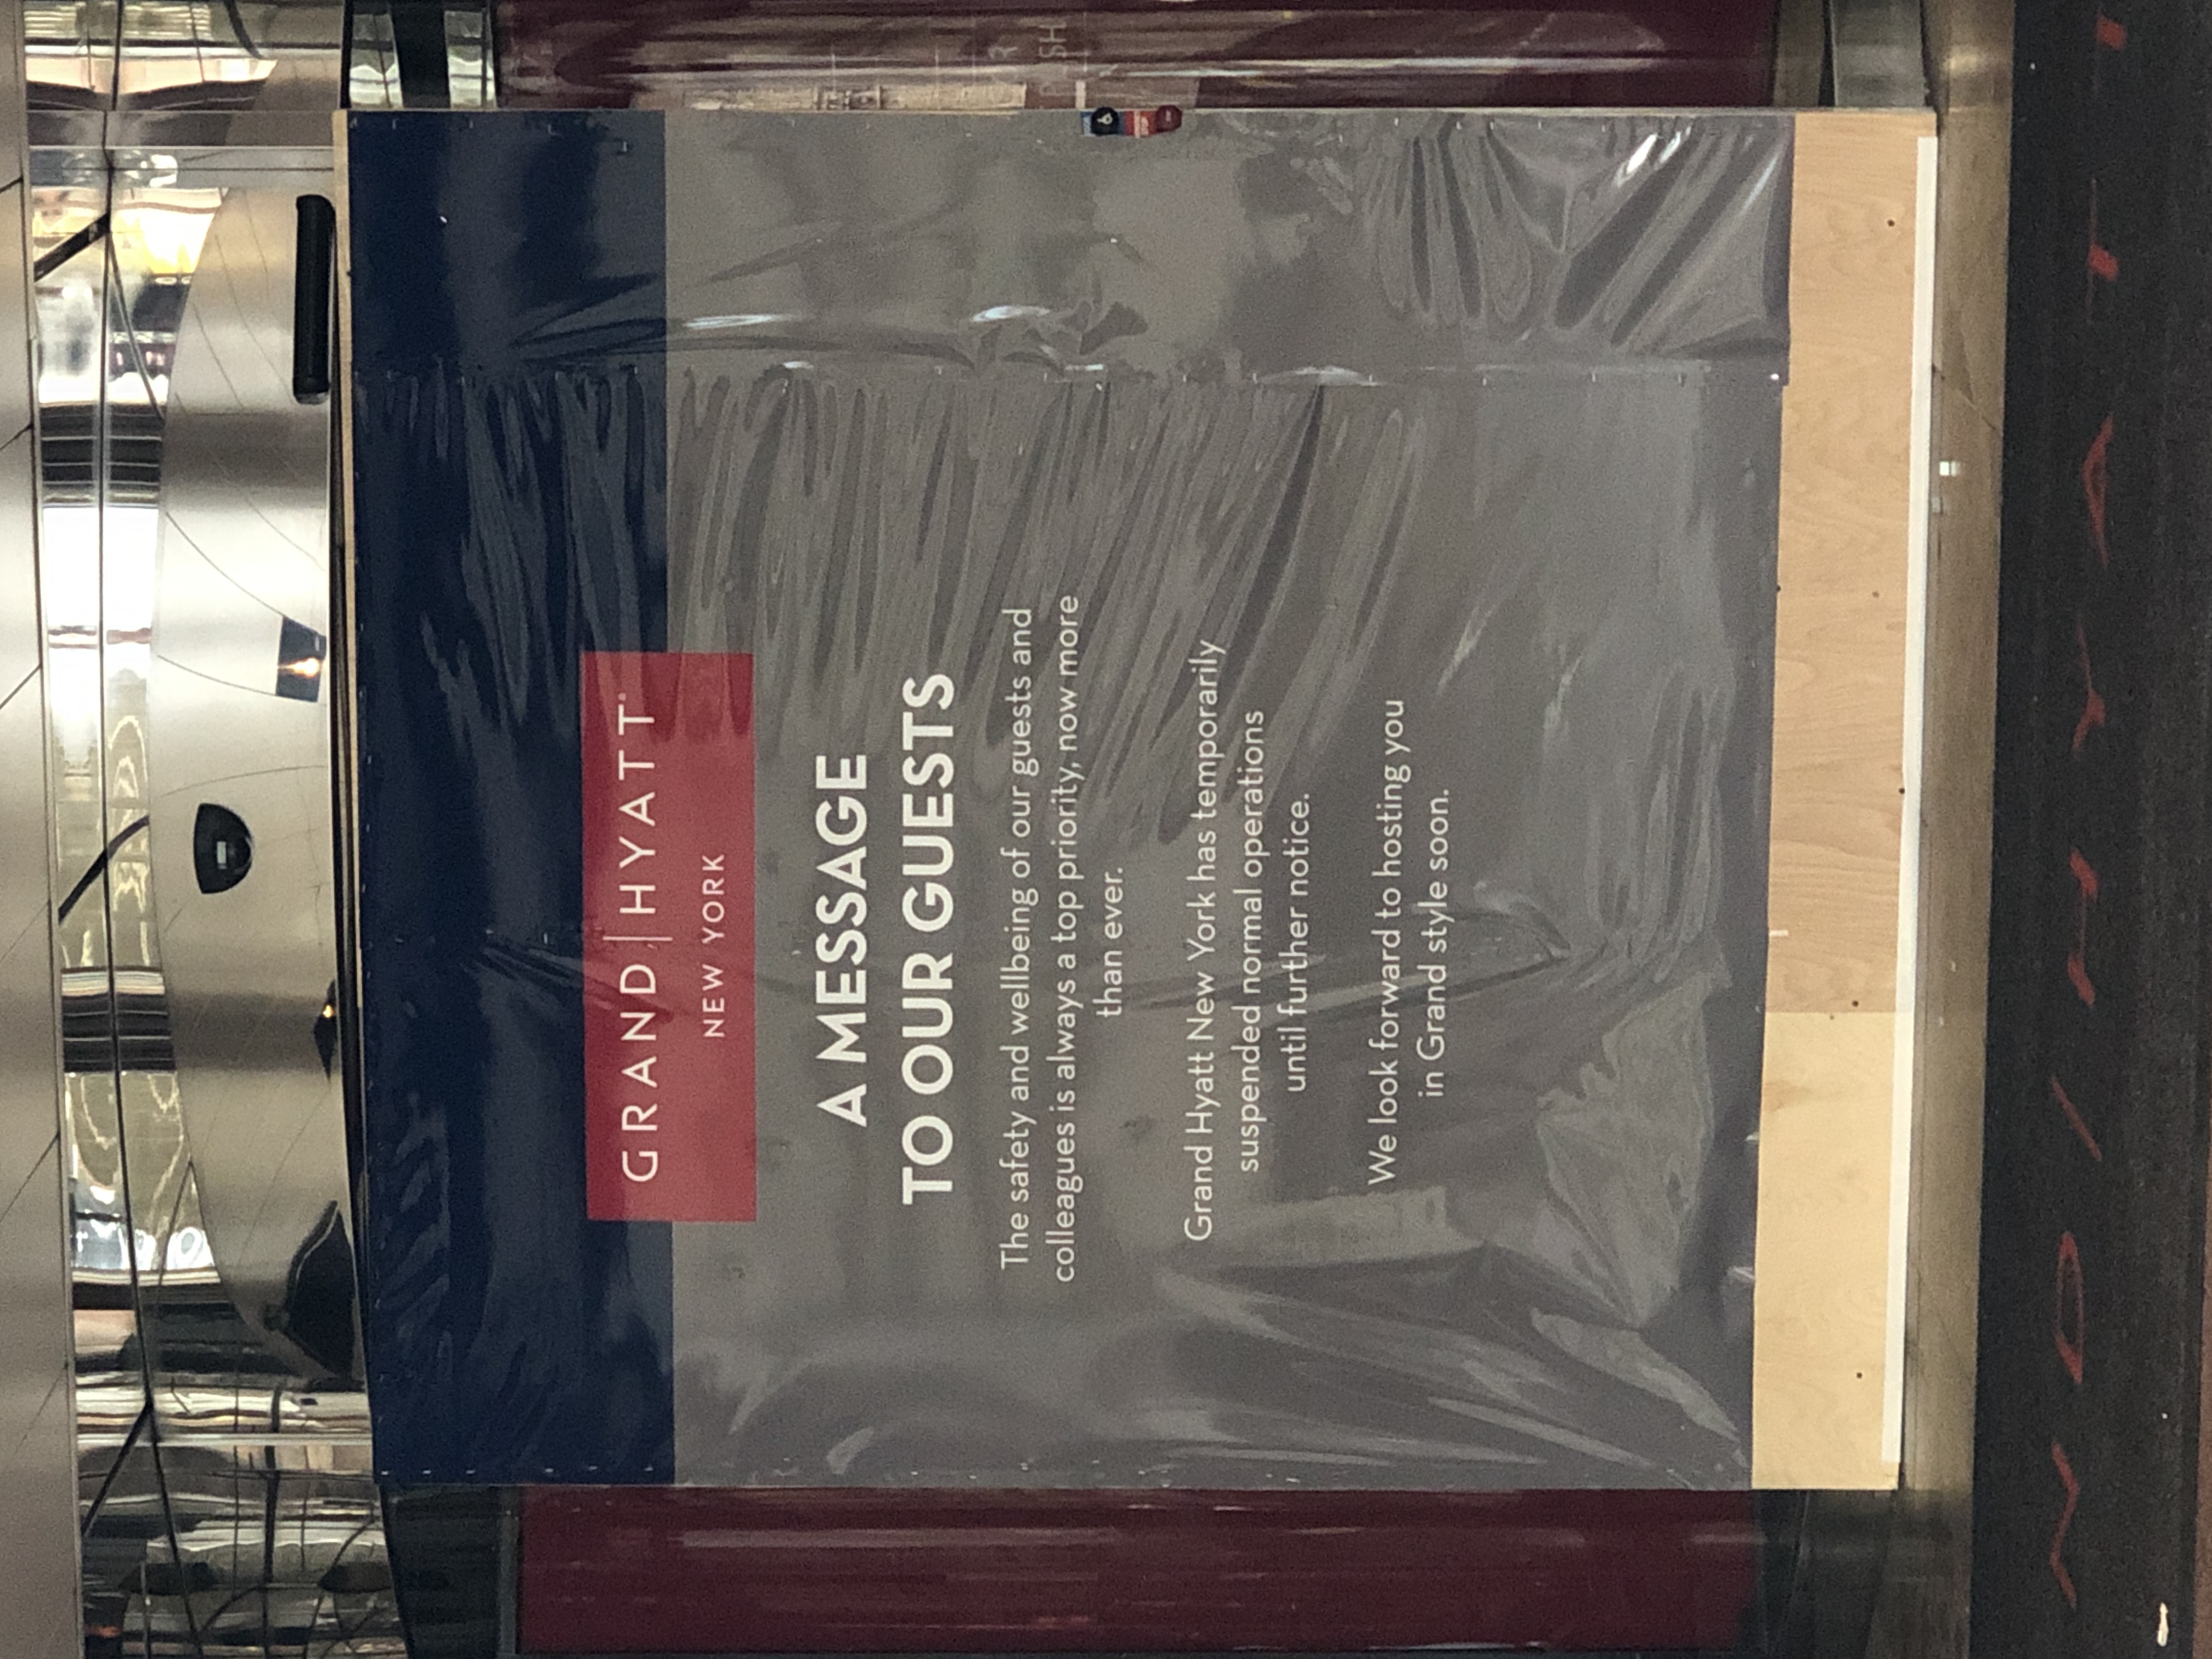 GRAND|HYATT®
NEW YORK
A MESSAGE
TO OUR GUESTS
The safety and wellbeing of our guests and
colleagues is always a top priority, now more
than ever.
Grand Hyatt New York has temporarily
suspended normal operations
until further notice.
We look forward to hosting you
in Grand style soon.
PUSH
STOP
ND/HYATT